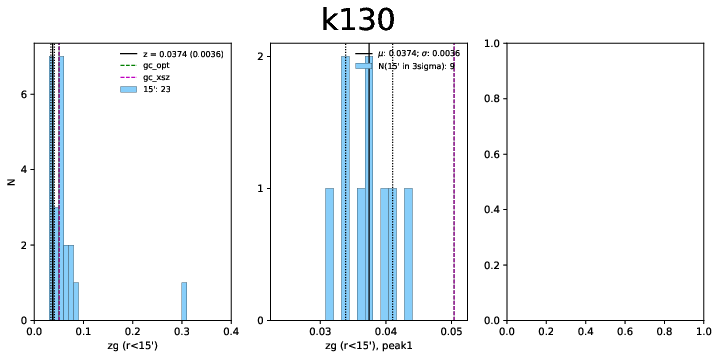 k130
z = 0.0374 (0.0036)
gc_opt
gc_xsz
15': 23
N
6
4
2
0
0.0 0.1 0.2 0.3 0.4
zg (r<15')
μ: 0.0374; σ: 0.0036
N(15' in 3sigma): 9
2
1
0
0.03 0.04 0.05
zg (r<15'), peak1
1.0
0.8
0.6
0.4
0.2
0.0
0.0 0.2 0.4 0.6 0.8 1.0